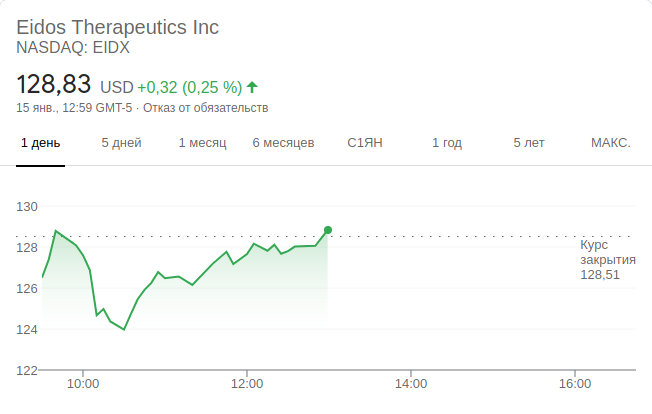 Eidos Therapeutics Inc
NASDAQ: EIDX
128,83 USD +0,32 (0,25 %)
15 янв., 12:59 GMT-5 · Отказ от обязательств
1 день 5 дней 1 месяц 6 месяцев С1ЯН 1 год 5 лет МАКС.
130
128
126
124
122
Курс
закрытия
128,51
10:00 12:00 14:00 16:00